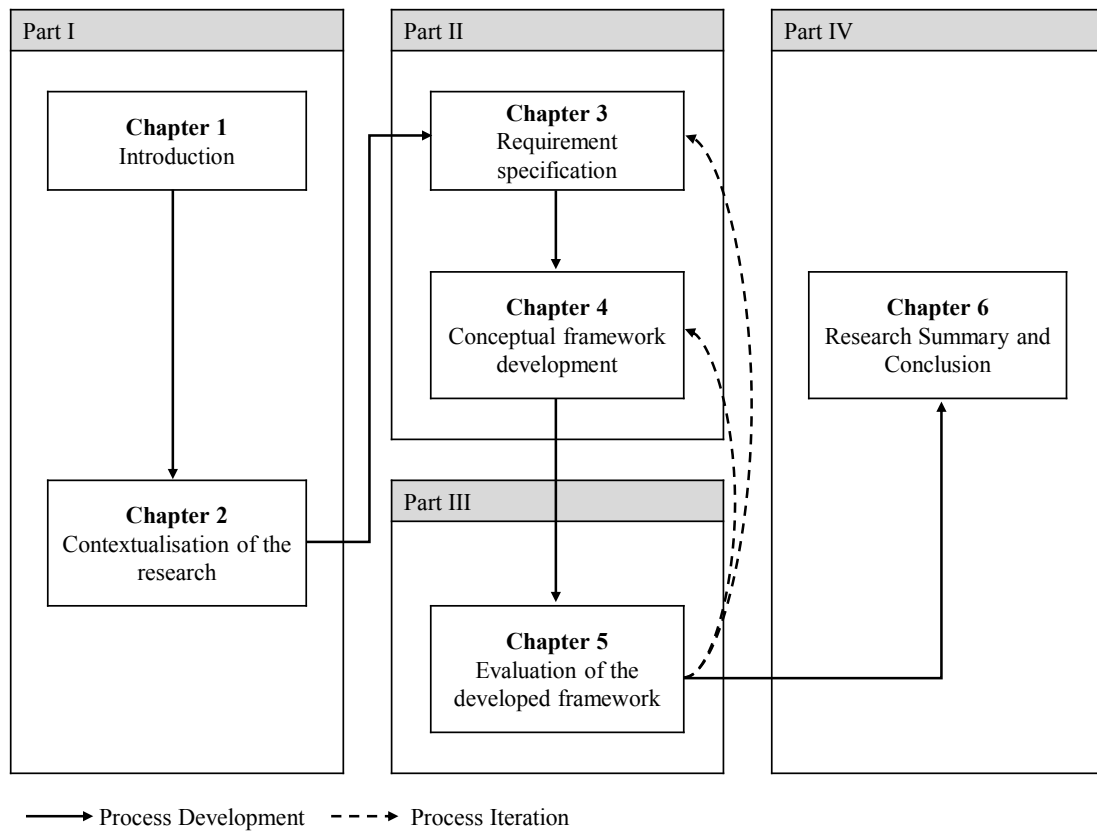 Part I
Chapter 1
Introduction
Chapter 2
Contextualisation of the
research
Part II
Chapter 3
Requirement
specification
Chapter 4
Conceptual framework
development
Part III
Chapter 5
Evaluation of the
developed framework
Part IV
Chapter 6
Research Summary and
Conclusion
Process Development
Process Iteration